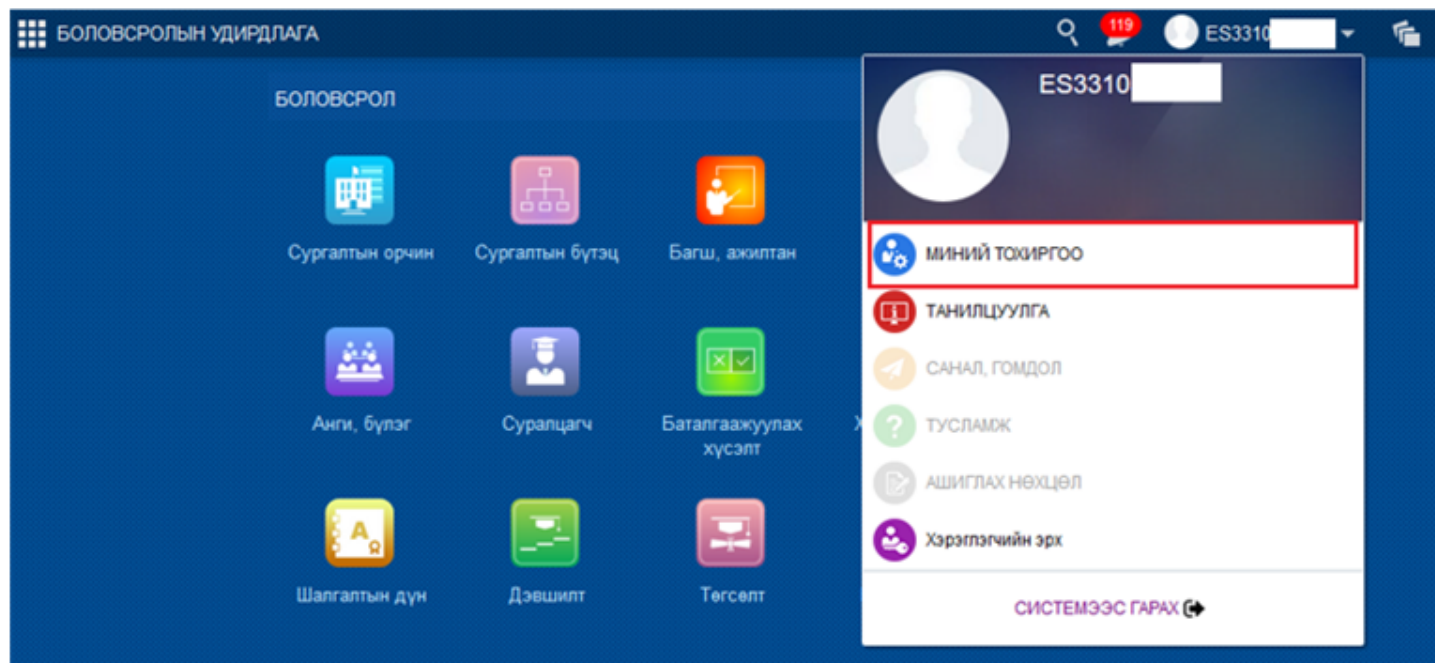 БОЛОВСРОЛЫН УДИРДЛАГА
119
ES3310
БОЛОВСРОЛ
ES3310
Сургалтын орчин
Сургалтын бүтэц
Багш, ажилтан
МИНИЙ ТОХИРГОО
ТАНИЛЦУУЛГА
САНАЛ, ГОМДОЛ
Анги, бүлэг
Суралцагч
Баталгаажуулах
хүсэлт
ТУСЛАМЖ
АШИГЛАХ НӨХЦӨЛ
Хэрэглэгчийн эрх
Шалгалтын дүн
Дэвшилт
Төгсөлт
СИСТЕМЭЭС ГАРАХ